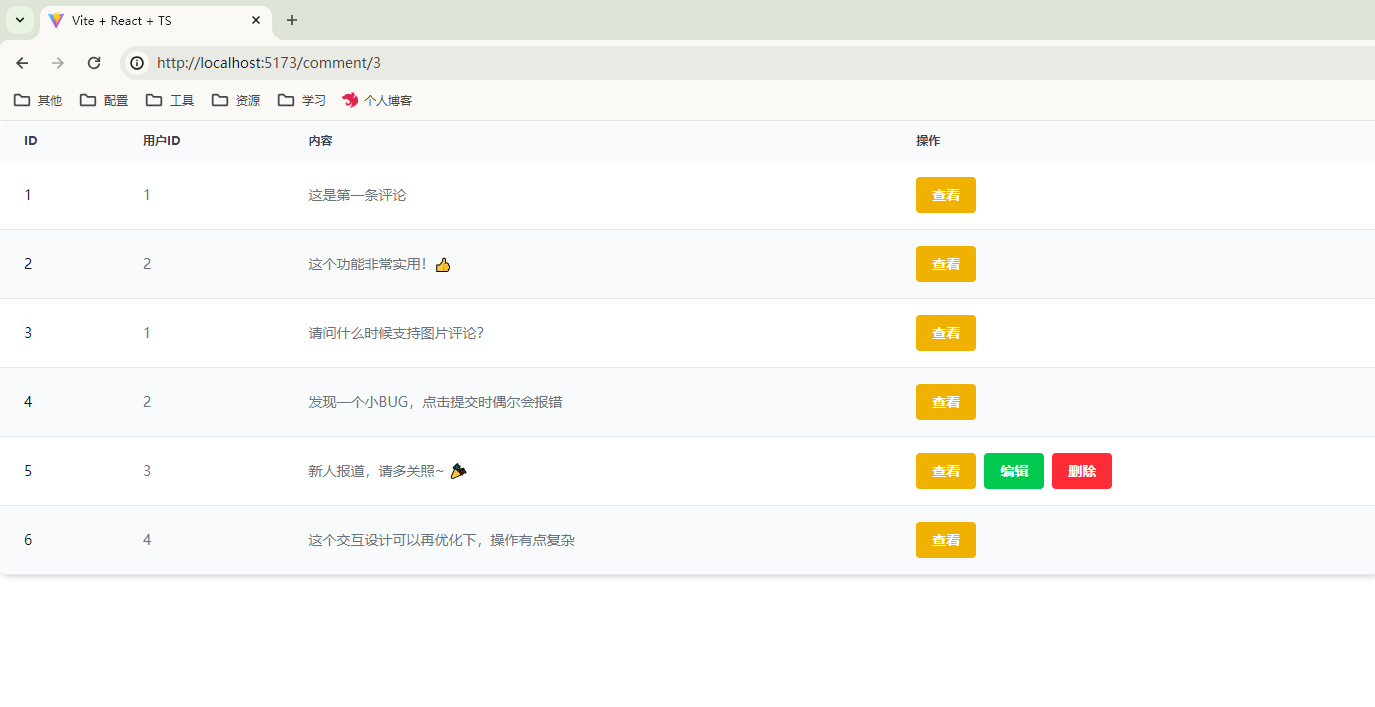 Vite + React + TS
http://localhost:5173/comment/3
其他 配置 工具 资源 学习 个人博客
ID 用户ID 内容 操作
1 1 这是第一条评论 查看
2 2 这个功能非常实用！👍 查看
3 1 请问什么时候支持图片评论？ 查看
4 2 发现一个小BUG，点击提交时偶尔会报错 查看
5 3 新人报道，请多关照~ 🎉 查看 编辑 删除
6 4 这个交互设计可以再优化下，操作有点复杂 查看